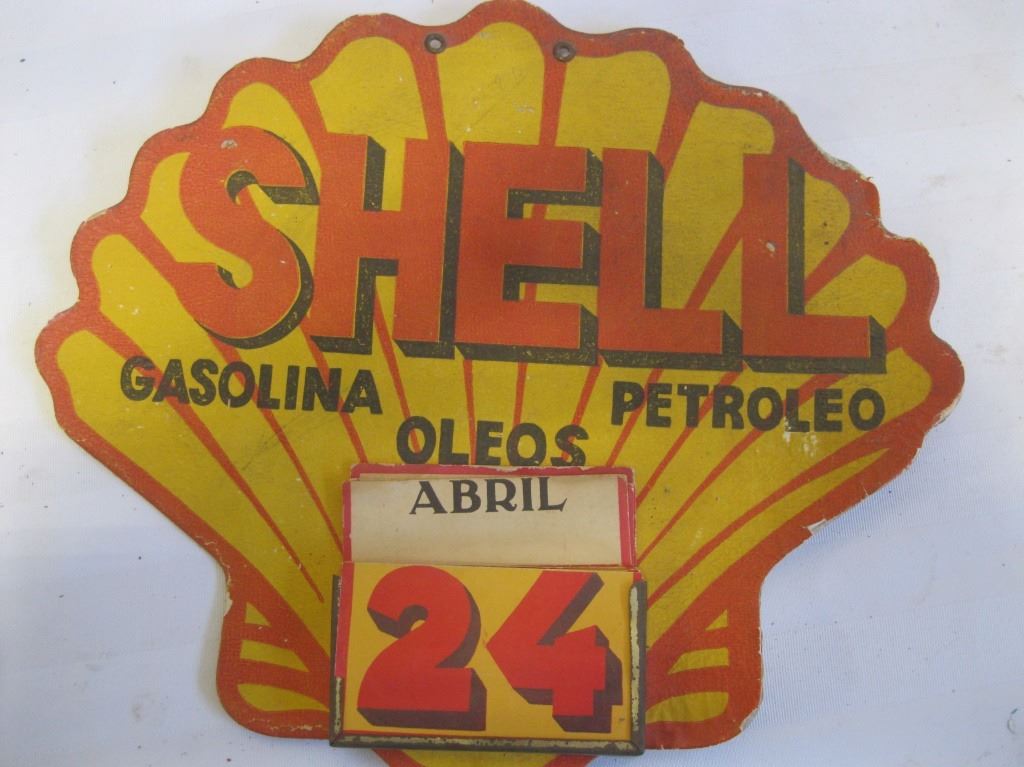 SHELL
GASOLINA
PETROLEO
OLEOS
ABRIL
24